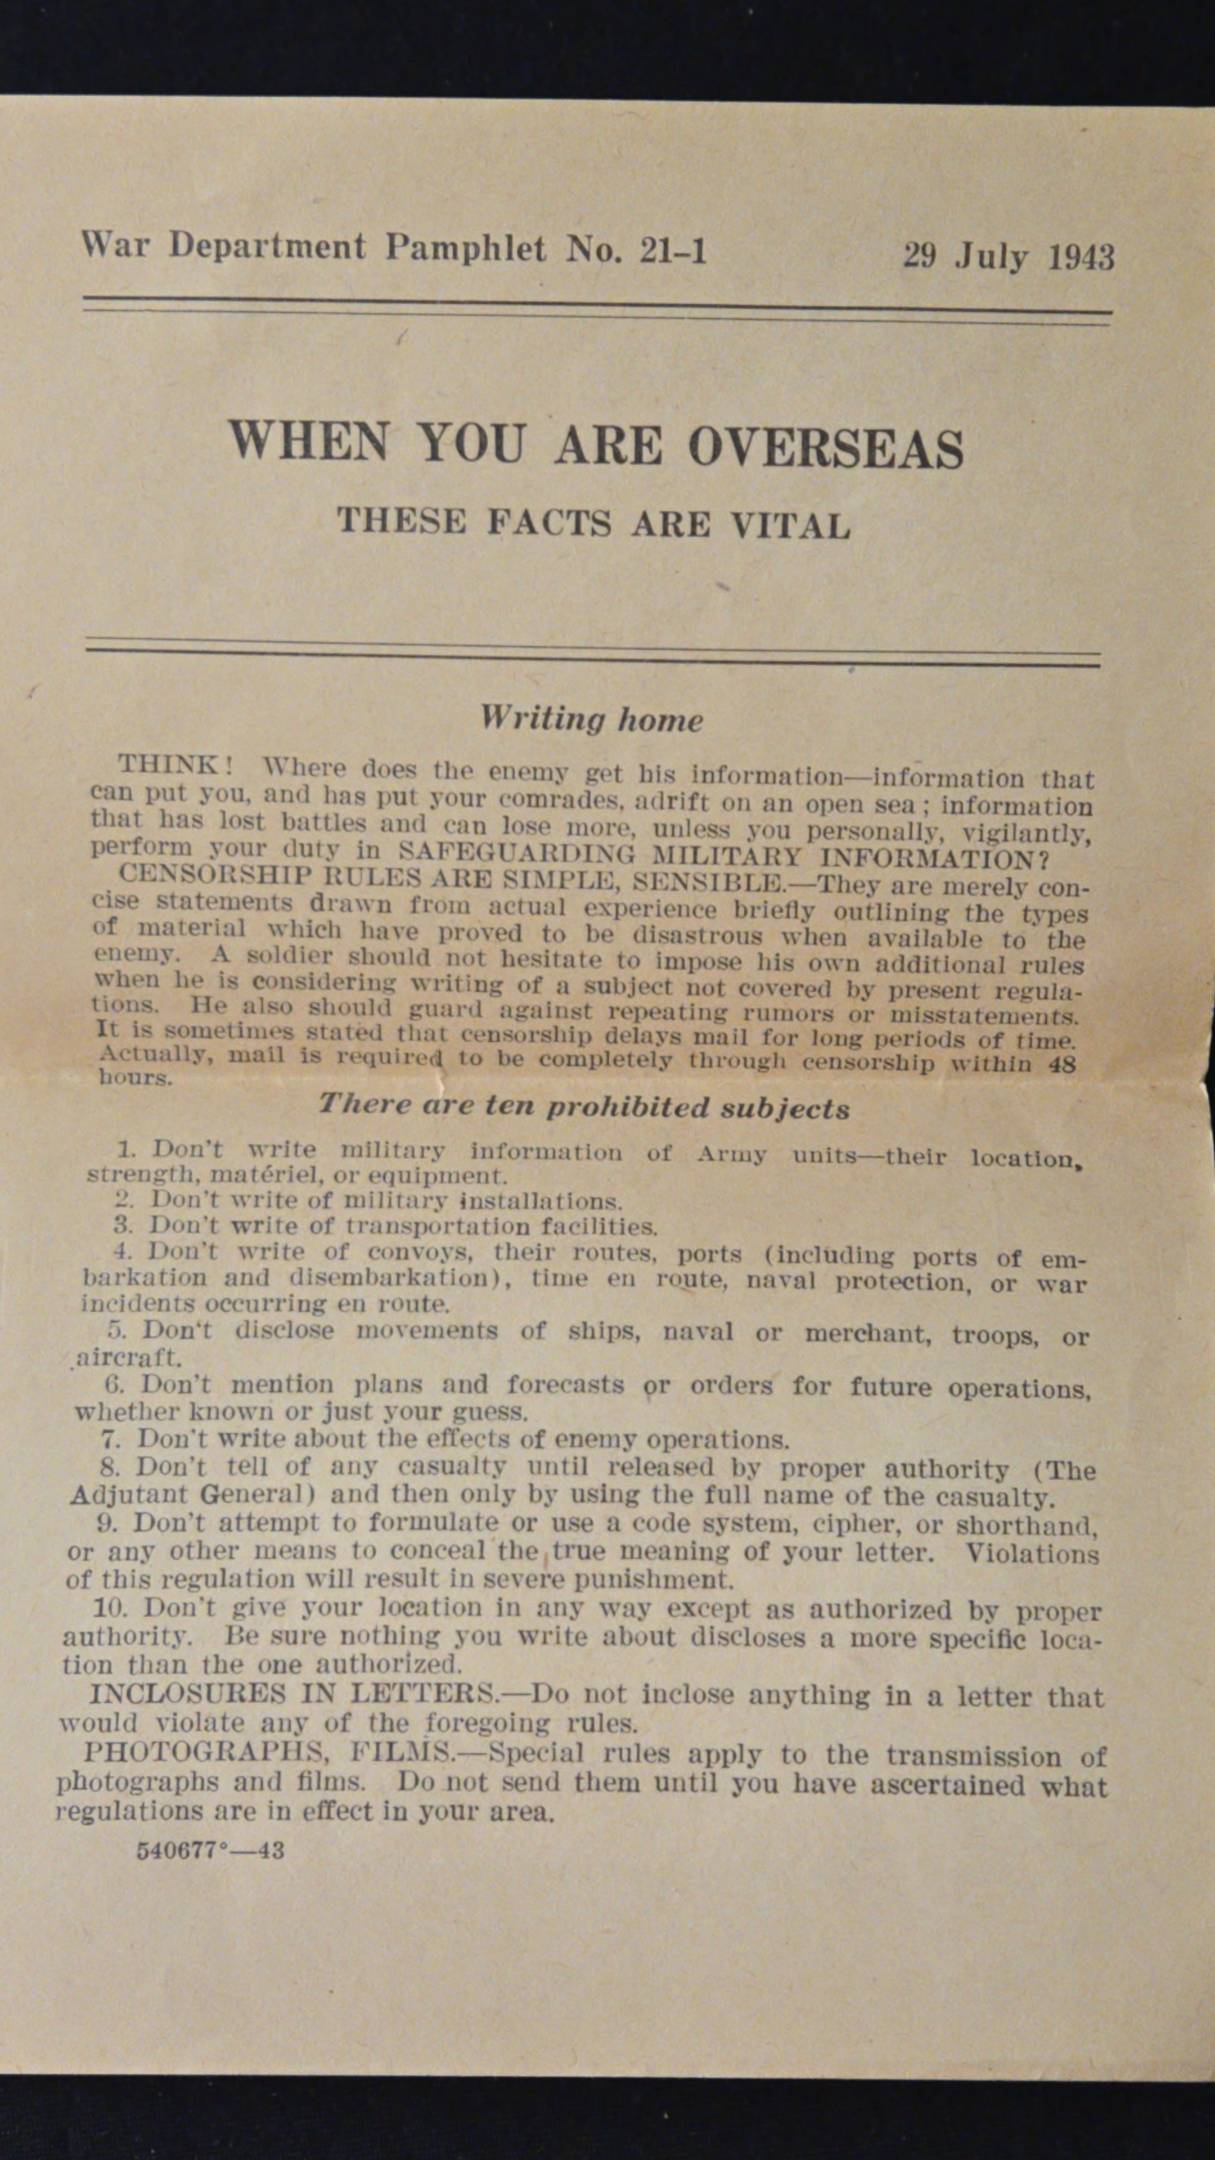 War Department Pamphlet No. 21–1 29 July 1943
WHEN YOU ARE OVERSEAS
THESE FACTS ARE VITAL
Writing home
THINK! Where does the enemy get his information—information that
can put you, and has put your comrades, adrift on an open sea; information
that has lost battles and can lose more, unless you personally, vigilantly,
perform your duty in SAFEGUARDING MILITARY INFORMATION?
CENSORSHIP RULES ARE SIMPLE, SENSIBLE.—They are merely con-
cise statements drawn from actual experience briefly outlining the types
of material which have proved to be disastrous when available to the
enemy. A soldier should not hesitate to impose his own additional rules
when he is considering writing of a subject not covered by present regula-
tions. He also should guard against repeating rumors or misstatements.
It is sometimes stated that censorship delays mail for long periods of time.
Actually, mail is required to be completely through censorship within 48
hours.
There are ten prohibited subjects
1. Don't write military information of Army units—their location,
strength, matériel, or equipment.
2. Don't write of military installations.
3. Don't write of transportation facilities.
4. Don't write of convoys, their routes, ports (including ports of em-
barkation and disembarkation), time en route, naval protection, or war
incidents occurring en route.
5. Don‘t disclose movements of ships, naval or merchant, troops, or
aircraft.
6. Don't mention plans and forecasts or orders for future operations,
whether known or just your guess.
7. Don't write about the effects of enemy operations.
8. Don't tell of any casualty until released by proper authority (The
Adjutant General) and then only by using the full name of the casualty.
9. Don't attempt to formulate or use a code system, cipher, or shorthand,
or any other means to conceal the true meaning of your letter. Violations
of this regulation will result in severe punishment.
10. Don't give your location in any way except as authorized by proper
authority. Be sure nothing you write about discloses a more specific loca-
tion than the one authorized.
INCLOSURES IN LETTERS.—Do not inclose anything in a letter that
would violate any of the foregoing rules.
PHOTOGRAPHS, FILMS.—Special rules apply to the transmission of
photographs and films. Do not send them until you have ascertained what
regulations are in effect in your area.
540677°—43